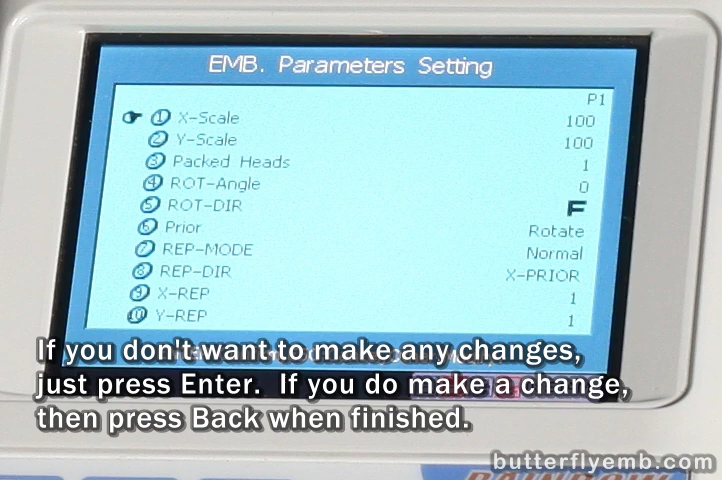 EMB. Parameters Setting
P1
1 X-Scale 100
2 Y-Scale 100
3 Packed Heads 1
4 ROT-Angle 0
5 ROT-DIR F
6 Prior Rotate
7 REP-MODE Normal
8 REP-DIR X-PRIOR
9 X-REP 1
10 Y-REP 1
If you don't want to make any changes,
just press Enter. If you do make a change,
then press Back when finished.
butterflyemb.com
RAINBOW